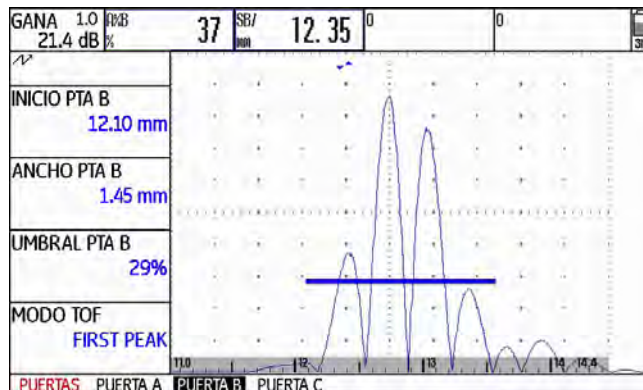 GANA 1.0
21.4 dB
A%B
%
37
SB/
mm
12.35
0
0
INICIO PTA B
12.10 mm
ANCHO PTA B
1.45 mm
UMBRAL PTA B
29%
MODO TOF
FIRST PEAK
11.0 12 13 14 14.4
PUERTAS PUERTA A PUERTA B PUERTA C